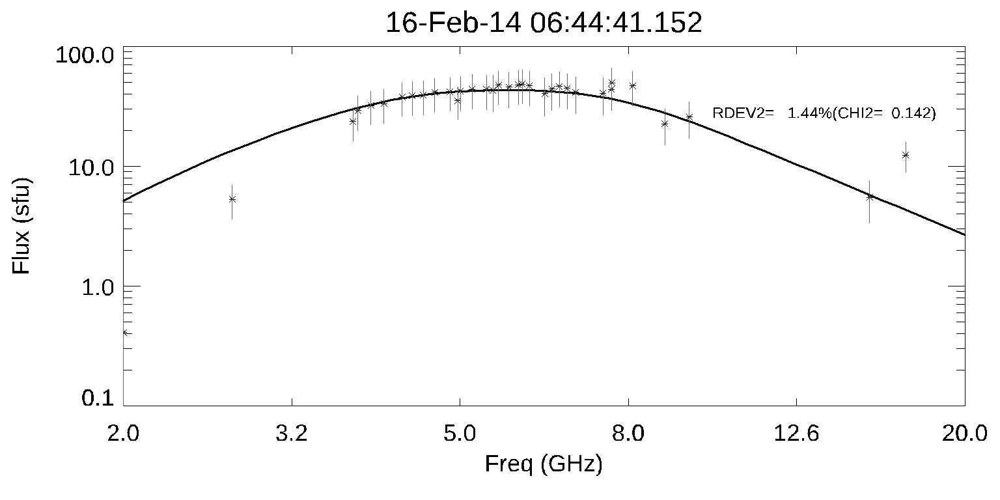 16-Feb-14 06:44:41.152
100.0
10.0
1.0
0.1
Flux (sfu)
RDEV2= 1.44%(CHI2= 0.142)
2.0 3.2 5.0 8.0 12.6 20.0
Freq (GHz)